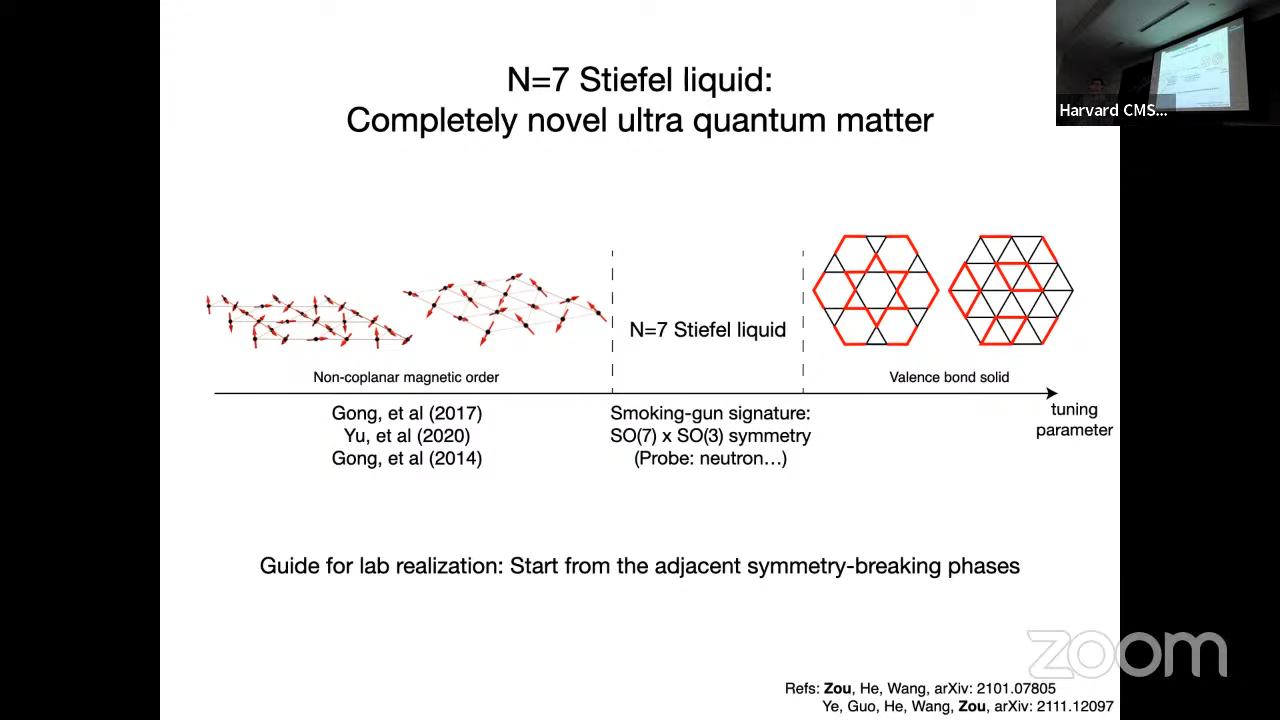 N=7 Stiefel liquid:
Completely novel ultra quantum matter
Harvard CMS...
N=7 Stiefel liquid
Non-coplanar magnetic order
Valence bond solid
tuning
parameter
Gong, et al (2017)
Yu, et al (2020)
Gong, et al (2014)
Smoking-gun signature:
SO(7) x SO(3) symmetry
(Probe: neutron…)
Guide for lab realization: Start from the adjacent symmetry-breaking phases
zoom
Refs: Zou, He, Wang, arXiv: 2101.07805
Ye, Guo, He, Wang, Zou, arXiv: 2111.12097